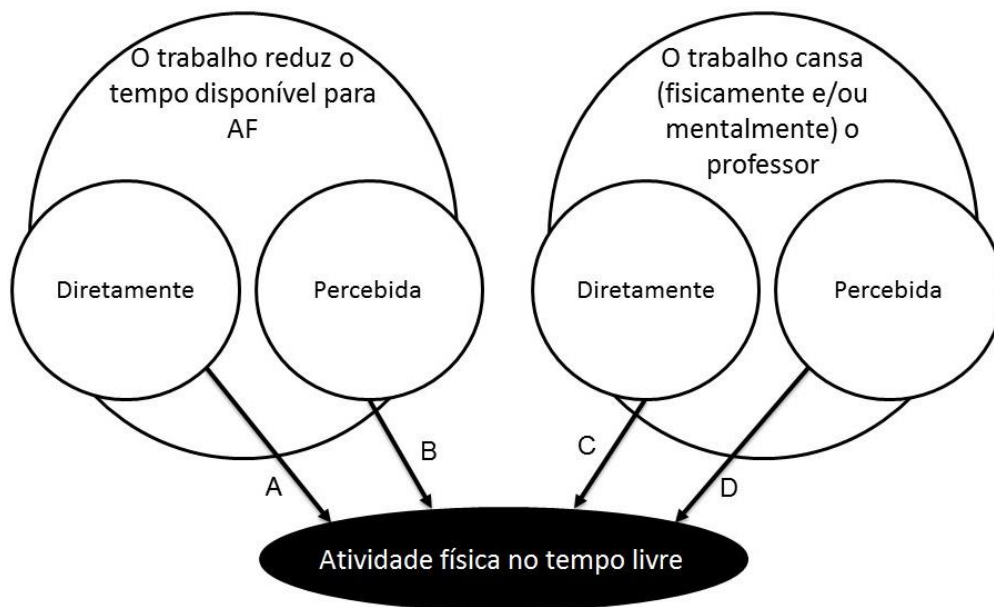 O trabalho reduz o
tempo disponível para
AF
O trabalho cansa
(fisicamente e/ou
mentalmente) o
professor
Diretamente
Percebida
Diretamente
Percebida
A
B
C
D
Atividade física no tempo livre